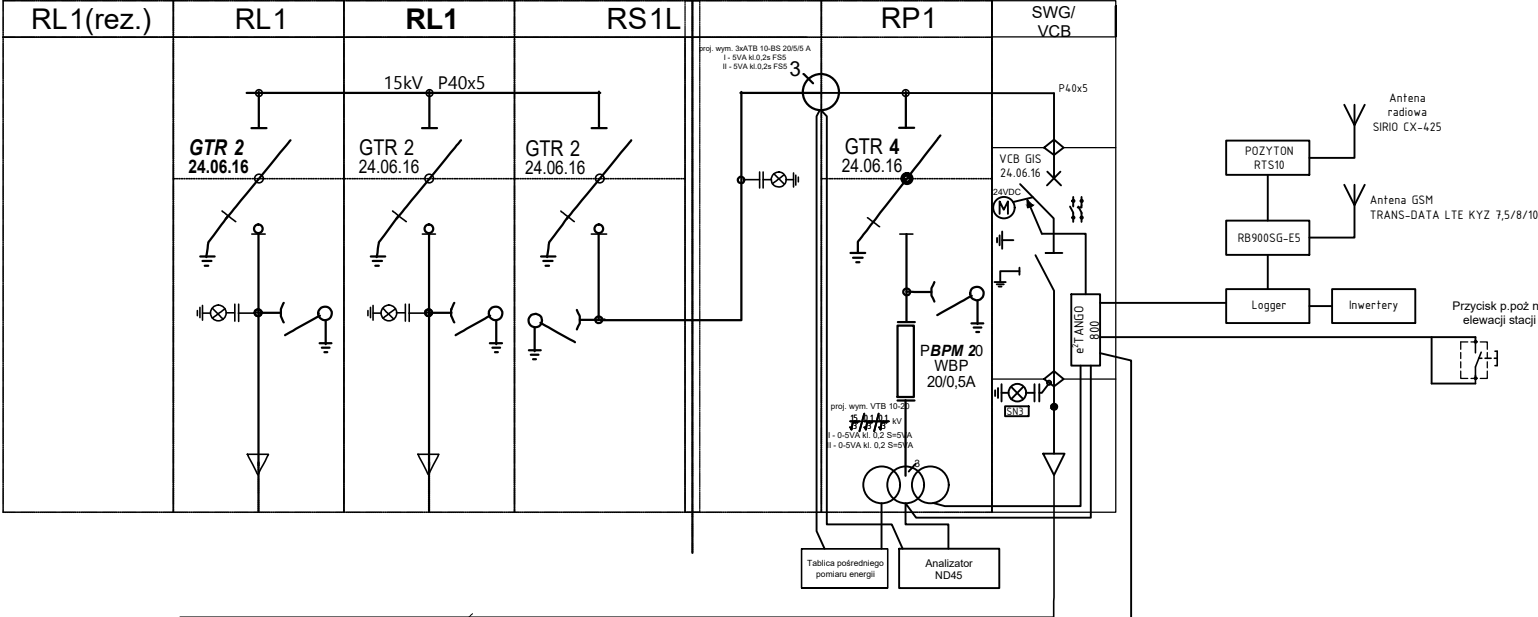 RL1(rez.)
RL1
RL1
RS1L
RP1
SWG/
VCB
proj. wym. 3xATB 10-BS 20/5/5 A
I - 5VA kl.0,2s FS5
II - 5VA kl.0,2s FS5
3
15kV P40x5
P40x5
GTR 2
24.06.16
GTR 2
24.06.16
GTR 2
24.06.16
GTR 4
24.06.16
VCB GIS
24.06.16
24VDC
M
Antena
radiowa
SIRIO CX-425
POZYTON
RTS10
Antena GSM
TRANS-DATA LTE KYZ 7,5/8/10
RB900SG-E5
Logger
Inwertery
Przycisk p.poż n
elewacji stacji
e²TANGO
800
PBPM 20
WBP
20/0,5A
SN3
proj. wym. VTB 10-20
kV
I - 0-5VA kl. 0,2 S=5VA
II - 0-5VA kl. 0,2 S=5VA
3
Tablica pośredniego
pomiaru energii
Analizator
ND45